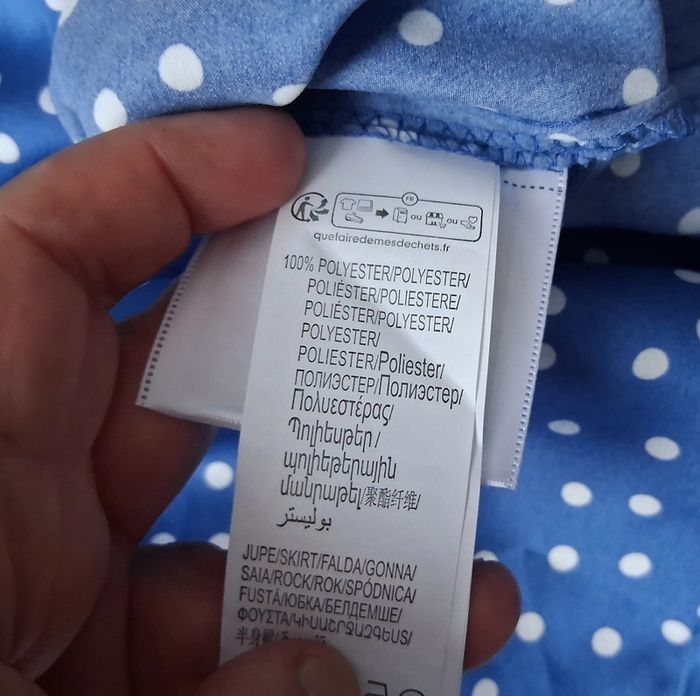 FR
ou ou
quefairedemesdechets.fr
100% POLYESTER/POLYESTER/
POLIÉSTER/POLIESTERE/
POLIÉSTER/POLYESTER/
POLYESTER/
POLIESTER/Poliester/
ПОЛИЭСТЕР/Полиэстер/
Πολυεστέρας/
Պոլիեսթեր/
պոլիեթերային
մանրաթել/聚酯纤维/
بوليستر
JUPE/SKIRT/FALDA/GONNA/
SAIA/ROCK/ROK/SPÓDNICA/
FUSTĂ/ЮБКА/БЕЛДЕМШЕ/
ΦΟΥΣΤΑ/ԿԻՍԱՇՐՋԱԶԳԵՍՏ/
半身裙/